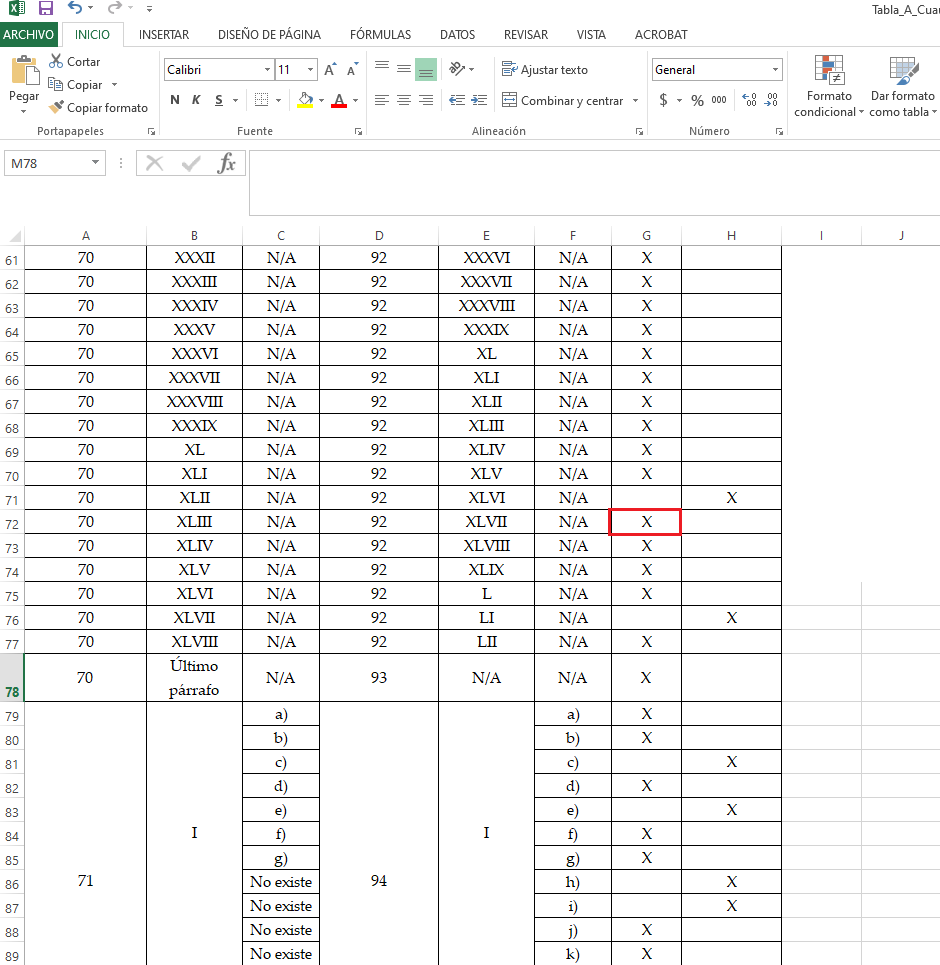 Tabla_A_Cua
ARCHIVO INICIO INSERTAR DISEÑO DE PÁGINA FÓRMULAS DATOS REVISAR VISTA ACROBAT
Pegar
Cortar
Copiar
Copiar formato
Portapapeles
Calibri 11 A A
N K S A
Fuente
Ajustar texto
Combinar y centrar
Alineación
General
$ % 000 ,00 ,0
Número
Formato condicional
Dar formato como tabla
M78 fx
A B C D E F G H I J
61 70 XXXII N/A 92 XXXVI N/A X
62 70 XXXIII N/A 92 XXXVII N/A X
63 70 XXXIV N/A 92 XXXVIII N/A X
64 70 XXXV N/A 92 XXXIX N/A X
65 70 XXXVI N/A 92 XL N/A X
66 70 XXXVII N/A 92 XLI N/A X
67 70 XXXVIII N/A 92 XLII N/A X
68 70 XXXIX N/A 92 XLIII N/A X
69 70 XL N/A 92 XLIV N/A X
70 70 XLI N/A 92 XLV N/A X
71 70 XLII N/A 92 XLVI N/A X
72 70 XLIII N/A 92 XLVII N/A X
73 70 XLIV N/A 92 XLVIII N/A X
74 70 XLV N/A 92 XLIX N/A X
75 70 XLVI N/A 92 L N/A X
76 70 XLVII N/A 92 LI N/A X
77 70 XLVIII N/A 92 LII N/A X
78 70 Último párrafo N/A 93 N/A N/A X
79 a) a) X
80 b) b) X
81 c) c) X
82 d) d) X
83 e) e) X
84 I f) I f) X
85 g) g) X
86 71 No existe 94 h) X
87 No existe i) X
88 No existe j) X
89 No existe k) X